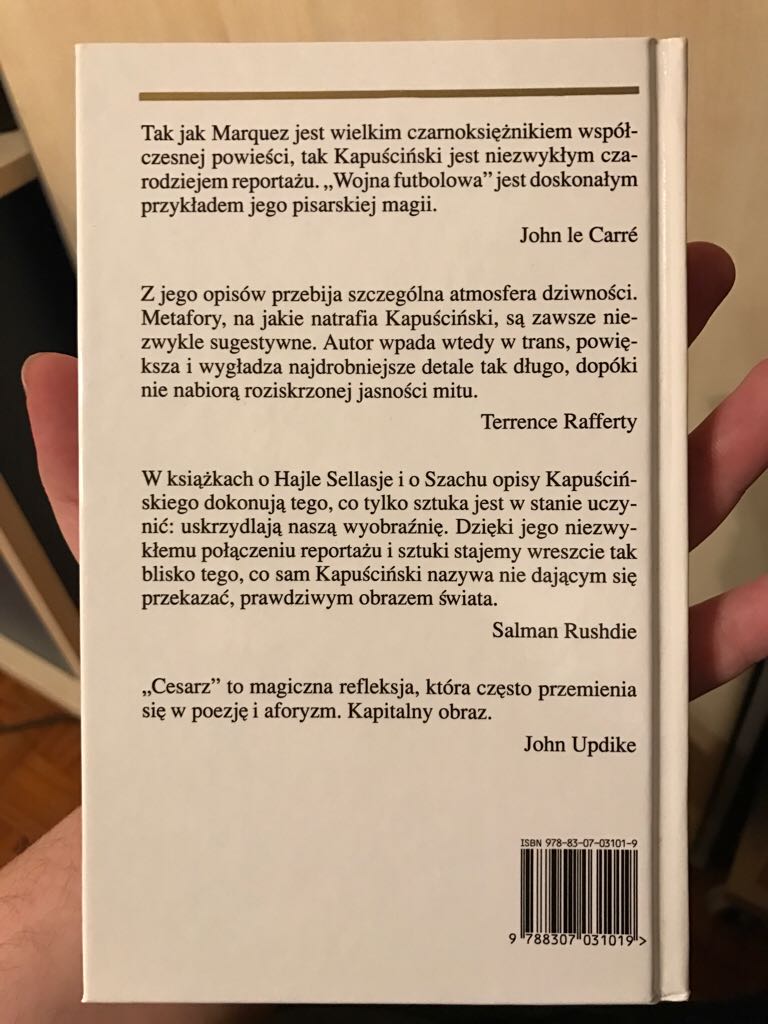 Tak jak Marquez jest wielkim czarnoksiężnikiem współ-
czesnej powieści, tak Kapuściński jest niezwykłym cza-
rodziejem reportażu. „Wojna futbolowa” jest doskonałym
przykładem jego pisarskiej magii.
John le Carré
Z jego opisów przebija szczególna atmosfera dziwności.
Metafory, na jakie natrafia Kapuściński, są zawsze nie-
zwykle sugestywne. Autor wpada wtedy w trans, powię-
ksza i wygładza najdrobniejsze detale tak długo, dopóki
nie nabiorą roziskrzonej jasności mitu.
Terrence Rafferty
W książkach o Hajle Sellasje i o Szachu opisy Kapuściń-
skiego dokonują tego, co tylko sztuka jest w stanie uczy-
nić: uskrzydlają naszą wyobraźnię. Dzięki jego niezwy-
kłemu połączeniu reportażu i sztuki stajemy wreszcie tak
blisko tego, co sam Kapuściński nazywa nie dającym się
przekazać, prawdziwym obrazem świata.
Salman Rushdie
„Cesarz” to magiczna refleksja, która często przemienia
się w poezję i aforyzm. Kapitalny obraz.
John Updike
ISBN 978-83-07-03101-9
9 788307 031019 >